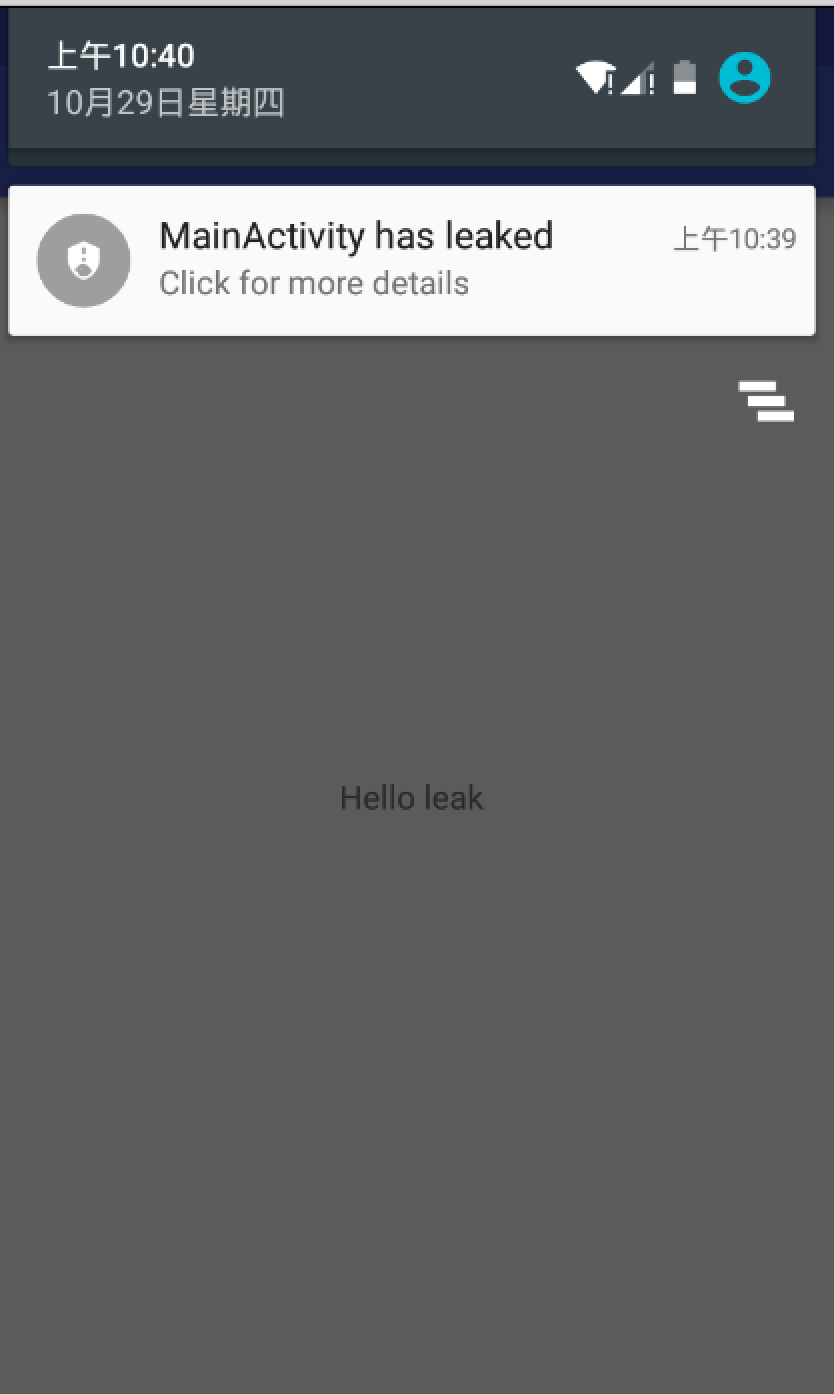 上午10:40
10月29日星期四
MainActivity has leaked
上午10:39
Click for more details
Hello leak